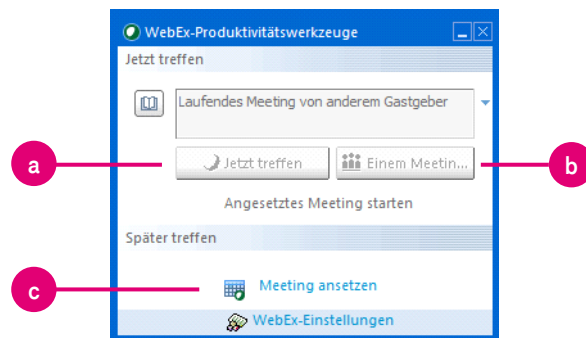 WebEx-Produktivitätswerkzeuge
Jetzt treffen
Laufendes Meeting von anderem Gastgeber
a
Jetzt treffen
Einem Meetin...
b
Angesetztes Meeting starten
Später treffen
c
Meeting ansetzen
WebEx-Einstellungen